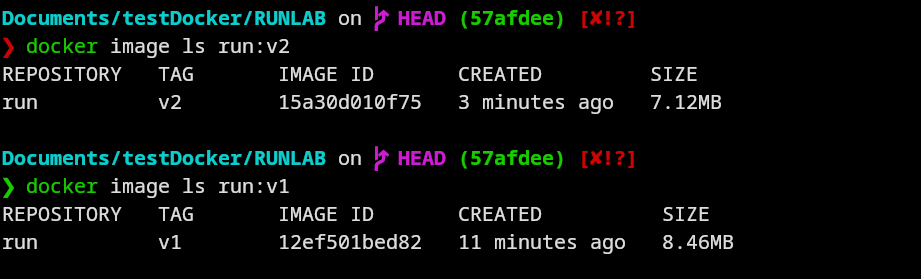 Documents/testDocker/RUNLAB on HEAD (57afdee) [✘!?]
❯ docker image ls run:v2
REPOSITORY TAG IMAGE ID CREATED SIZE
run v2 15a30d010f75 3 minutes ago 7.12MB
Documents/testDocker/RUNLAB on HEAD (57afdee) [✘!?]
❯ docker image ls run:v1
REPOSITORY TAG IMAGE ID CREATED SIZE
run v1 12ef501bed82 11 minutes ago 8.46MB